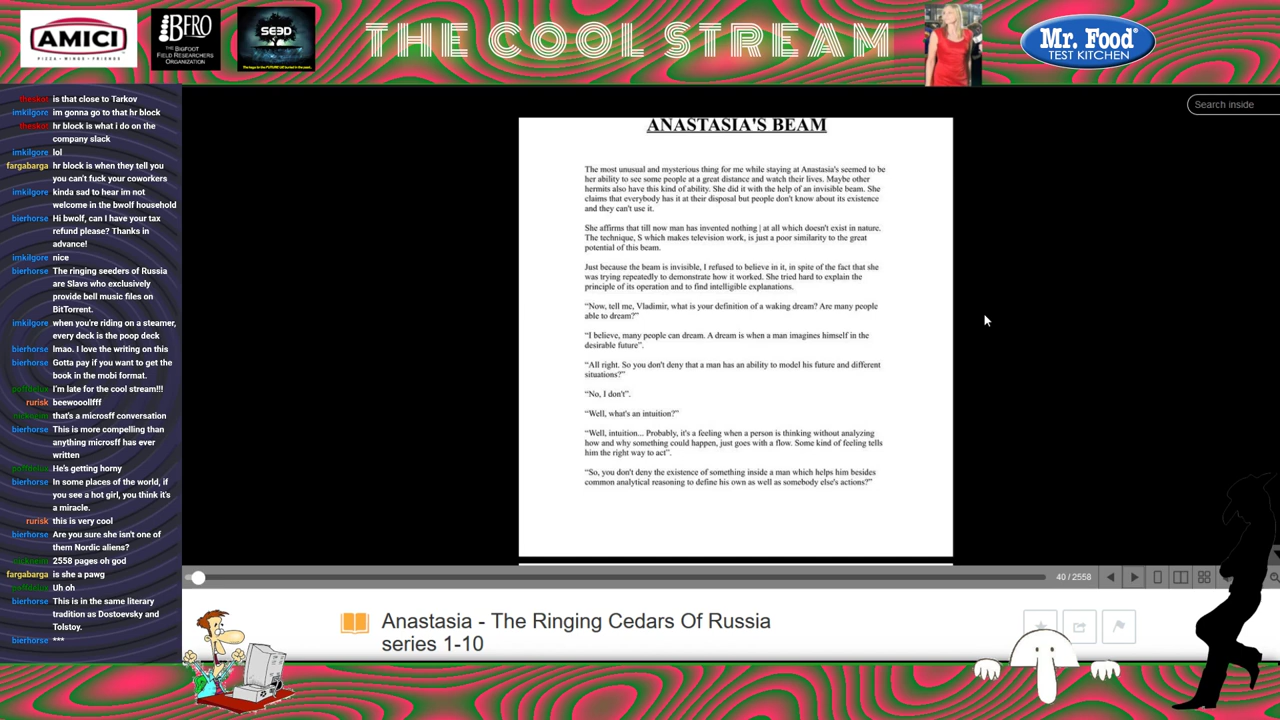 AMICI
PIZZA • WINGS • FRIENDS
BFRO
THE BIGFOOT
FIELD RESEARCHERS
ORGANIZATION
SEED
THE COOL STREAM
Mr. Food
TEST KITCHEN
theskot is that close to Tarkov
imkilgore im gonna go to that hr block
theskot hr block is what i do on the
company slack
imkilgore lol
fargabarga hr block is when they tell you
you can't fuck your coworkers
imkilgore kinda sad to hear im not
welcome in the bwolf household
bierhorse Hi bwolf, can I have your tax
refund please? Thanks in
advance!
imkilgore nice
bierhorse The ringing seeders of Russia
are Slavs who exclusively
provide bell music files on
BitTorrent.
imkilgore when you're riding on a steamer,
every deck is the poop deck
bierhorse lmao. I love the writing on this
bierhorse Gotta pay if you want to get the
book in the mobi format.
poffdelux I'm late for the cool stream!!!
rurisk beewooollfff
that's a microsff conversation
bierhorse This is more compelling than
anything microsff has ever
written
poffdelux He's getting horny
bierhorse In some places of the world, if
you see a hot girl, you think it's
a miracle.
rurisk this is very cool
bierhorse Are you sure she isn't one of
them Nordic aliens?
2558 pages oh god
fargabarga is she a pawg
poffdelux Uh oh
bierhorse This is in the same literary
tradition as Dostoevsky and
Tolstoy.
bierhorse ***
Search inside
ANASTASIA'S BEAM
The most unusual and mysterious thing for me while staying at Anastasia's seemed to be
her ability to see some people at a great distance and watch their lives. Maybe other
hermits also have this kind of ability. She did it with the help of an invisible beam. She
claims that everybody has it at their disposal but people don't know about its existence
and they can't use it.
She affirms that till now man has invented nothing | at all which doesn't exist in nature.
The technique, S which makes television work, is just a poor similarity to the great
potential of this beam.
Just because the beam is invisible, I refused to believe in it, in spite of the fact that she
was trying repeatedly to demonstrate how it worked. She tried hard to explain the
principle of its operation and to find intelligible explanations.
“Now, tell me, Vladimir, what is your definition of a waking dream? Are many people
able to dream?”
“I believe, many people can dream. A dream is when a man imagines himself in the
desirable future”.
“All right. So you don't deny that a man has an ability to model his future and different
situations?”
“No, I don't”.
“Well, what's an intuition?”
“Well, intuition... Probably, it's a feeling when a person is thinking without analyzing
how and why something could happen, just goes with a flow. Some kind of feeling tells
him the right way to act”.
“So, you don't deny the existence of something inside a man which helps him besides
common analytical reasoning to define his own as well as somebody else's actions?”
40 / 2558
Anastasia - The Ringing Cedars Of Russia
series 1-10